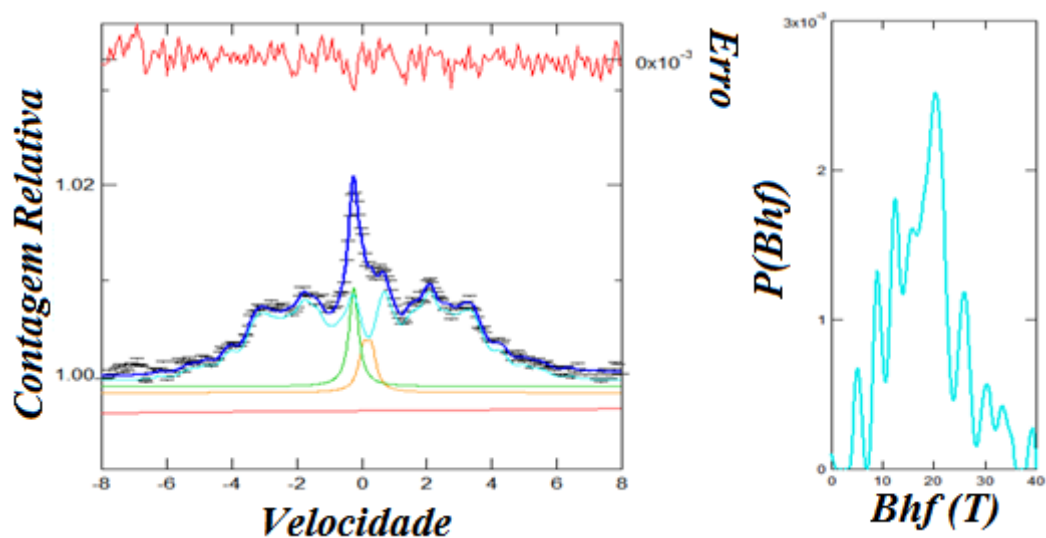 Contagem Relativa
1.02
1.00
-8 -6 -4 -2 0 2 4 6 8
Velocidade
0x10⁻³
Erro
P(Bhf)
3x10⁻³
2
1
0
0 10 20 30 40
Bhf (T)